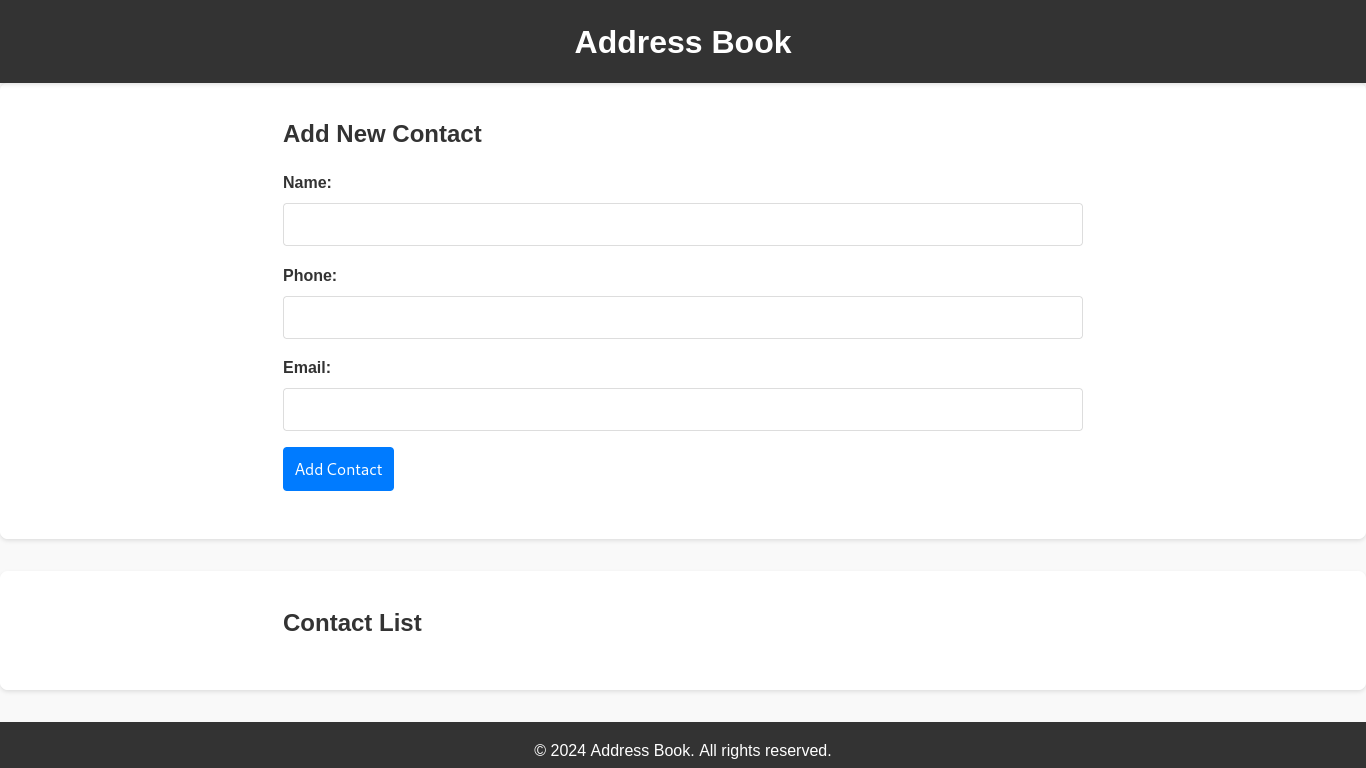 Address Book
Add New Contact
Name:
Phone:
Email:
Add Contact
Contact List
© 2024 Address Book. All rights reserved.